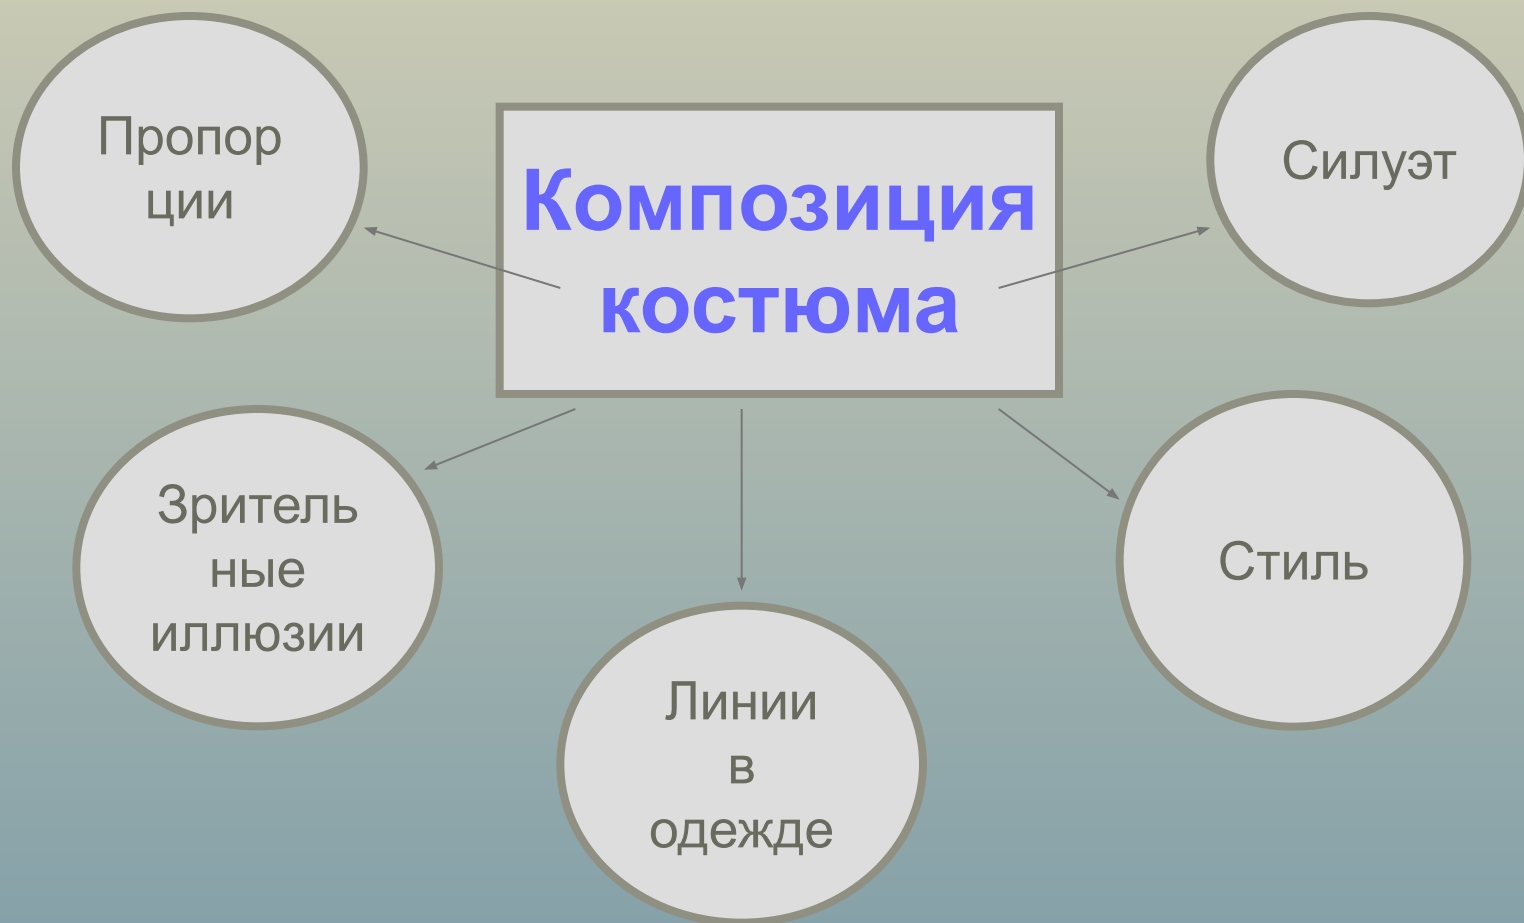 Пропор
ции
Композиция
костюма
Силуэт
Зритель
ные
иллюзии
Линии
в
одежде
Стиль